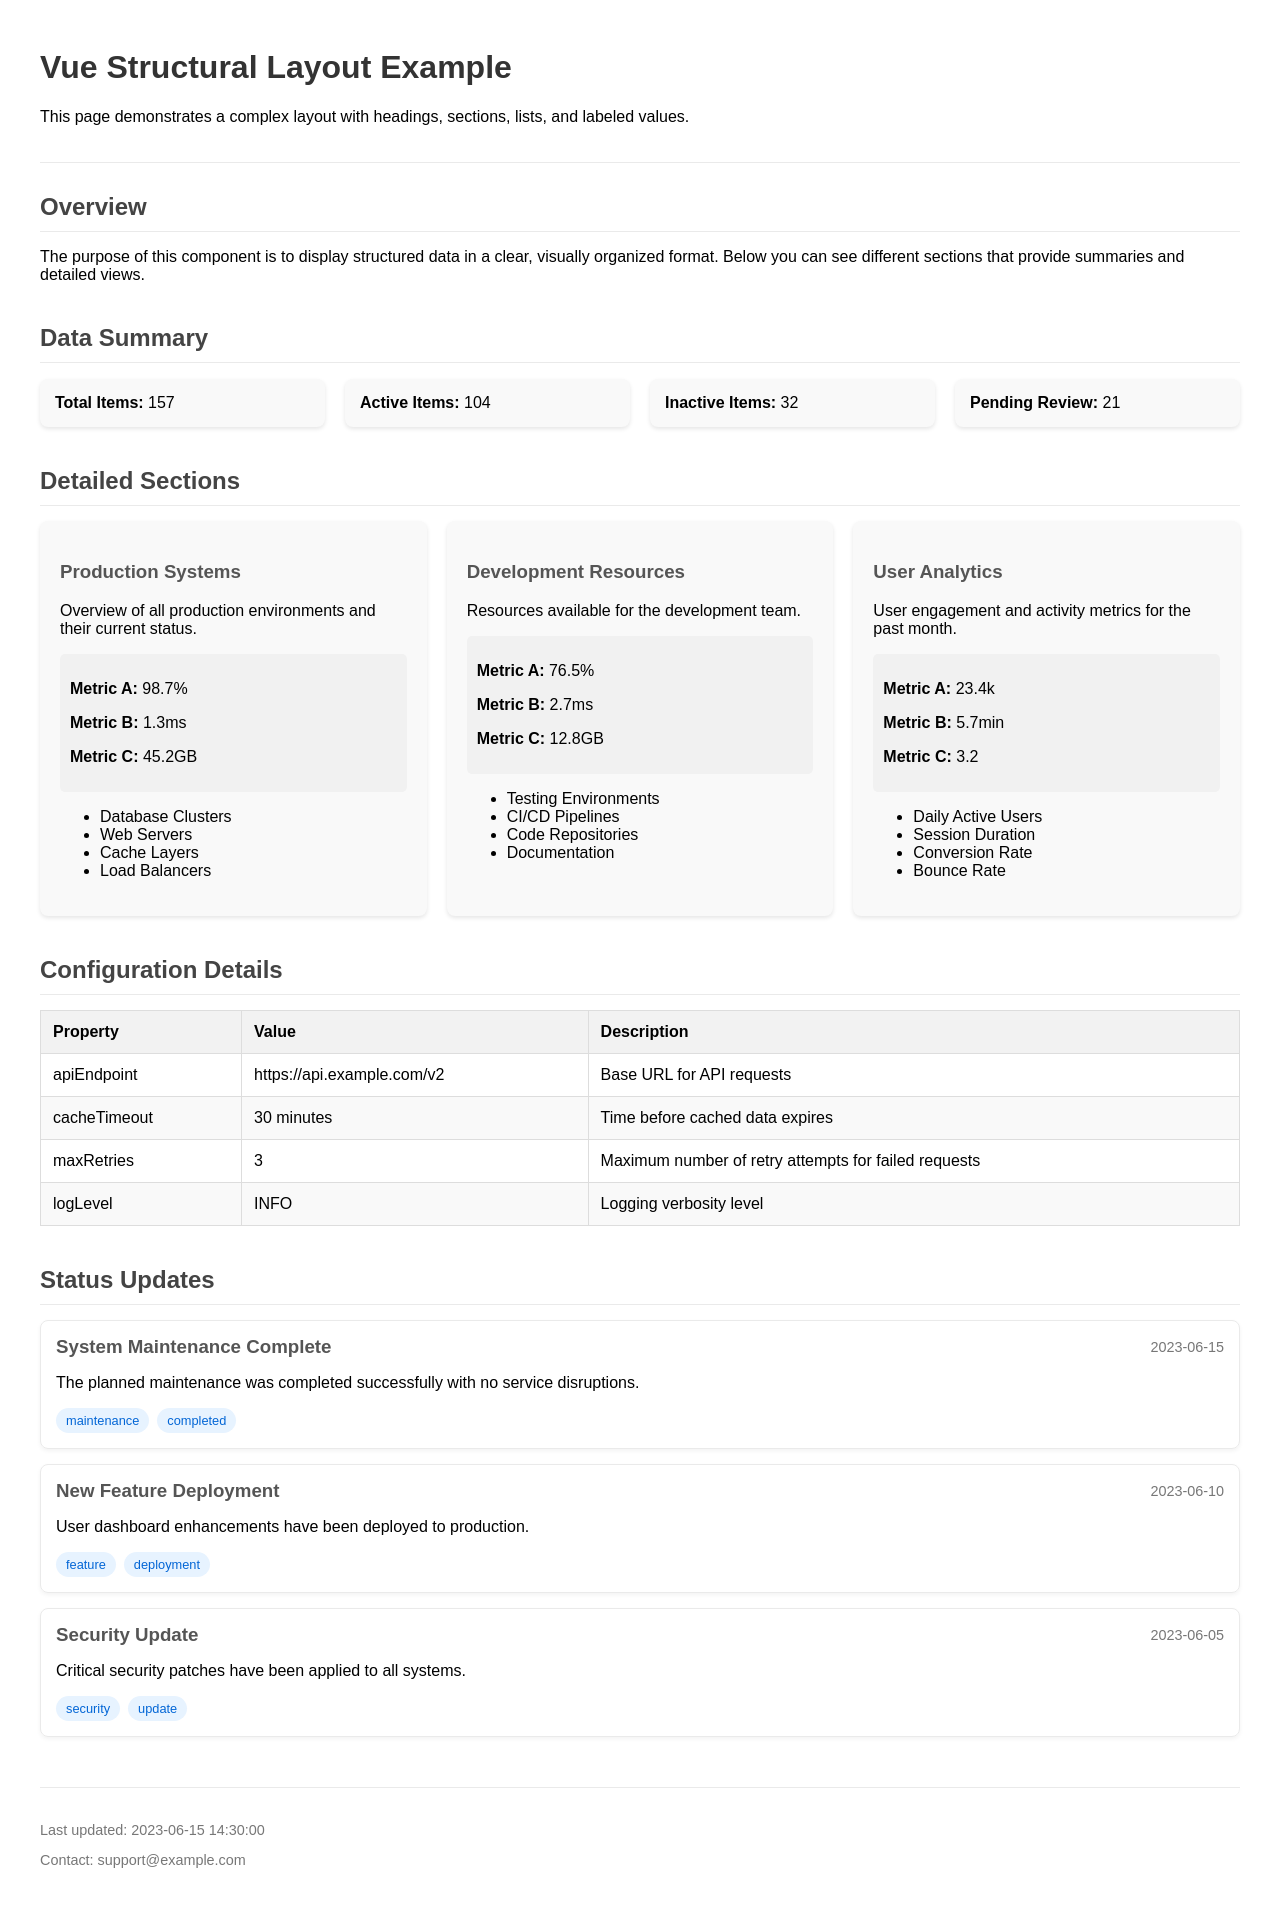 Vue Structural Layout Example
This page demonstrates a complex layout with headings, sections, lists, and labeled values.
Overview
The purpose of this component is to display structured data in a clear, visually organized format. Below you can see different sections that provide summaries and
detailed views.
Data Summary
Total Items: 157
Active Items: 104
Inactive Items: 32
Pending Review: 21
Detailed Sections
Production Systems
Overview of all production environments and
their current status.
Metric A: 98.7%
Metric B: 1.3ms
Metric C: 45.2GB
Database Clusters
Web Servers
Cache Layers
Load Balancers
Development Resources
Resources available for the development team.
Metric A: 76.5%
Metric B: 2.7ms
Metric C: 12.8GB
Testing Environments
CI/CD Pipelines
Code Repositories
Documentation
User Analytics
User engagement and activity metrics for the
past month.
Metric A: 23.4k
Metric B: 5.7min
Metric C: 3.2
Daily Active Users
Session Duration
Conversion Rate
Bounce Rate
Configuration Details
Property Value Description
apiEndpoint https://api.example.com/v2 Base URL for API requests
cacheTimeout 30 minutes Time before cached data expires
maxRetries 3 Maximum number of retry attempts for failed requests
logLevel INFO Logging verbosity level
Status Updates
System Maintenance Complete 2023-06-15
The planned maintenance was completed successfully with no service disruptions.
maintenance completed
New Feature Deployment 2023-06-10
User dashboard enhancements have been deployed to production.
feature deployment
Security Update 2023-06-05
Critical security patches have been applied to all systems.
security update
Last updated: 2023-06-15 14:30:00
Contact: support@example.com